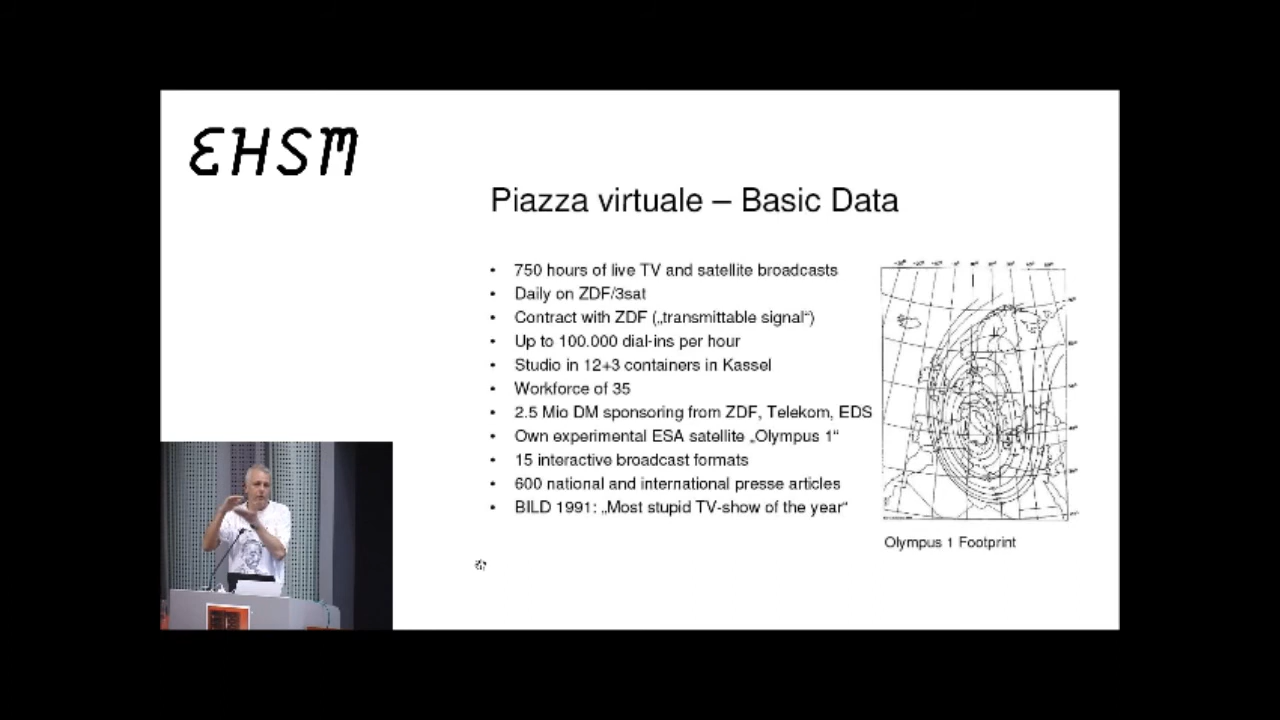 EHSM
Piazza virtuale – Basic Data
• 750 hours of live TV and satellite broadcasts
• Daily on ZDF/3sat
• Contract with ZDF („transmittable signal“)
• Up to 100.000 dial-ins per hour
• Studio in 12+3 containers in Kassel
• Workforce of 35
• 2.5 Mio DM sponsoring from ZDF, Telekom, EDS
• Own experimental ESA satellite „Olympus 1“
• 15 interactive broadcast formats
• 600 national and international presse articles
• BILD 1991: „Most stupid TV-show of the year“
Olympus 1 Footprint